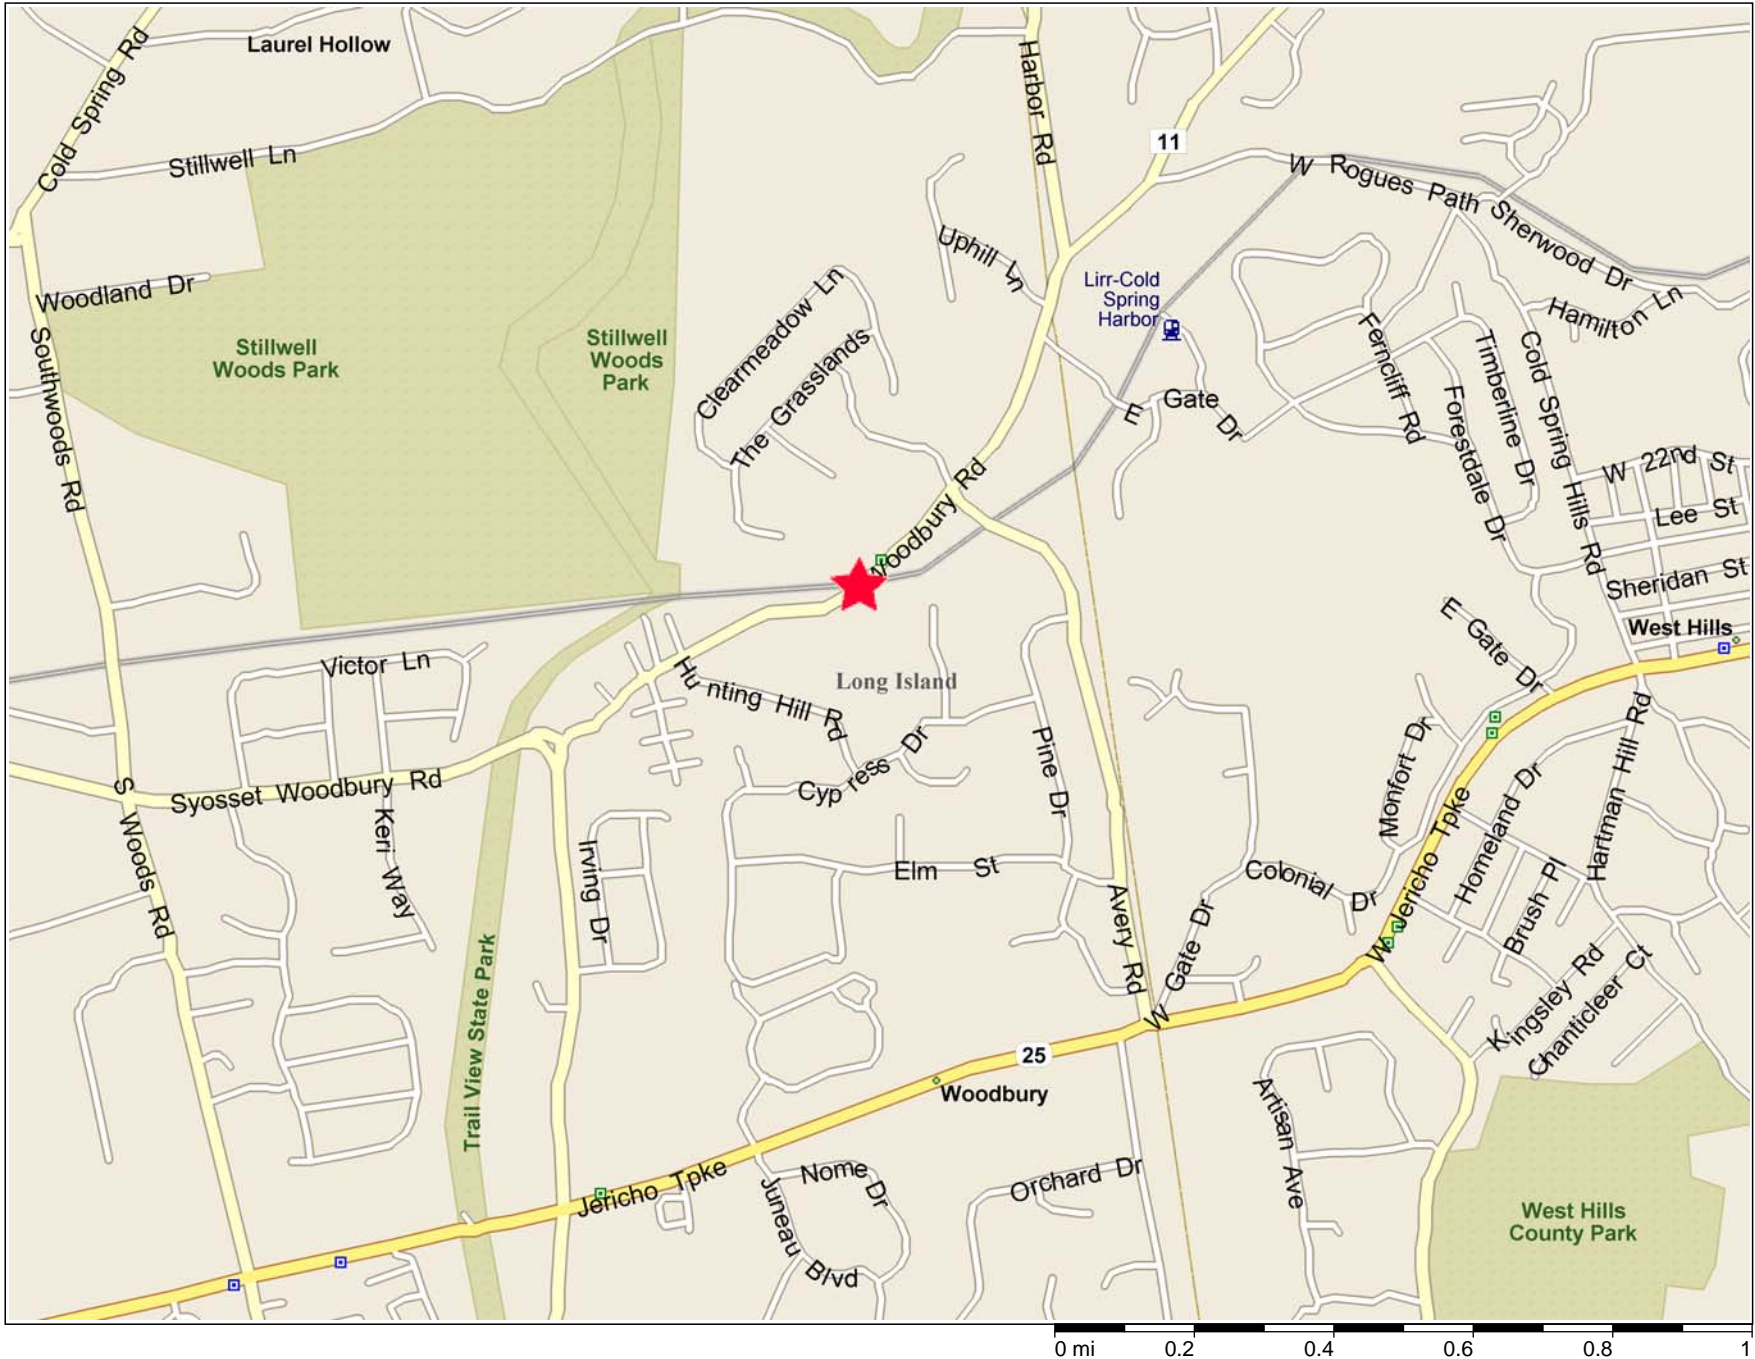 Laurel Hollow
Cold Spring Rd
Harbor Rd
11
Stillwell Ln
W Rogues Path
Sherwood Dr
Uphill Ln
Woodland Dr
Clearmeadow Ln
Lirr-Cold
Spring
Harbor
Hamilton Ln
Southwoods Rd
Stillwell
Woods Park
Stillwell
Woods
Park
The Grasslands
Ferncliff Rd
Timberline Dr
Cold Spring Hills Rd
Forestdale Dr
E Gate Dr
W 22nd St
Lee St
Woodbury Rd
Sheridan St
E Gate Dr
West Hills
Victor Ln
Hunting Hill Rd
Long Island
Cypress Dr
Pine Dr
Monfort Dr
Hartman Hill Rd
Syosset Woodbury Rd
S Woods Rd
Keri Way
Irving Dr
Elm St
Colonial Dr
W Jericho Tpke
Homeland Dr
Brush Pl
Avery Rd
W Gate Dr
Kingsley Rd
Chanticleer Ct
Trail View State Park
25
Woodbury
Artisan Ave
Jericho Tpke
Nome Dr
Juneau Blvd
Orchard Dr
West Hills
County Park
0 mi 0.2 0.4 0.6 0.8 1